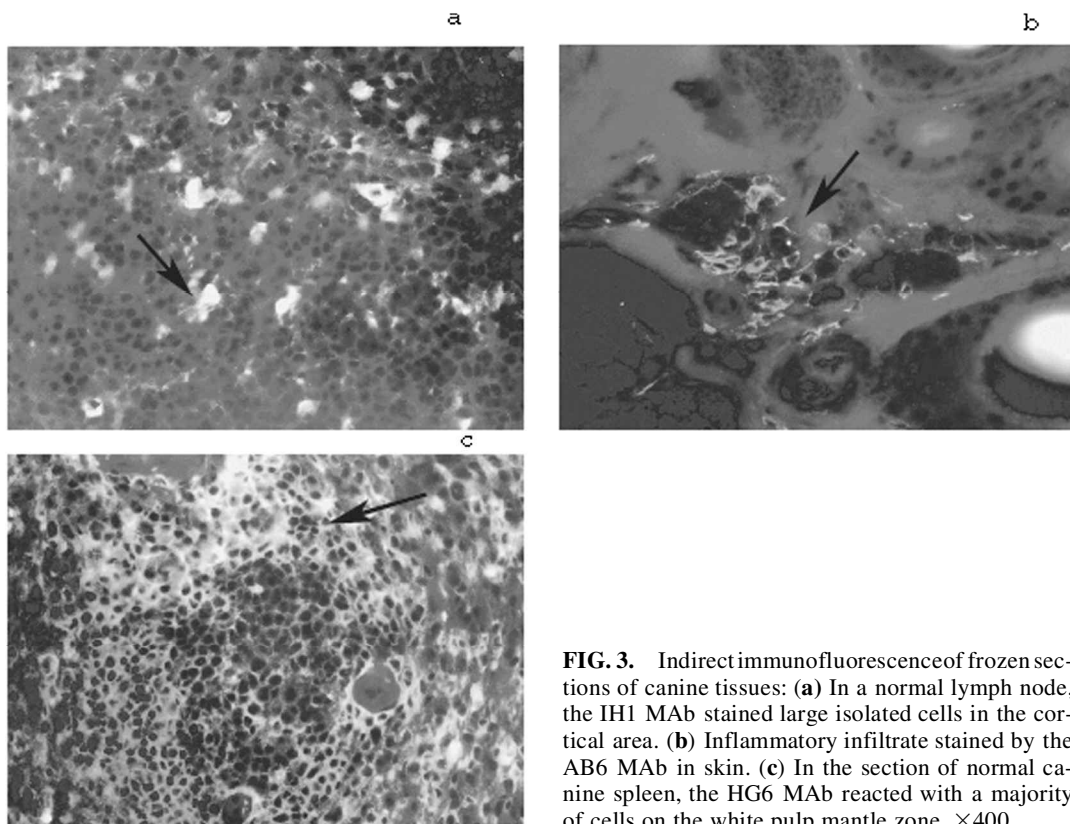 a
b
c
FIG. 3. Indirect immunofluorescence of frozen sec-
tions of canine tissues: (a) In a normal lymph node,
the IH1 MAb stained large isolated cells in the cor-
tical area. (b) Inflammatory infiltrate stained by the
AB6 MAb in skin. (c) In the section of normal ca-
nine spleen, the HG6 MAb reacted with a majority
of cells on the white pulp mantle zone. ×400.